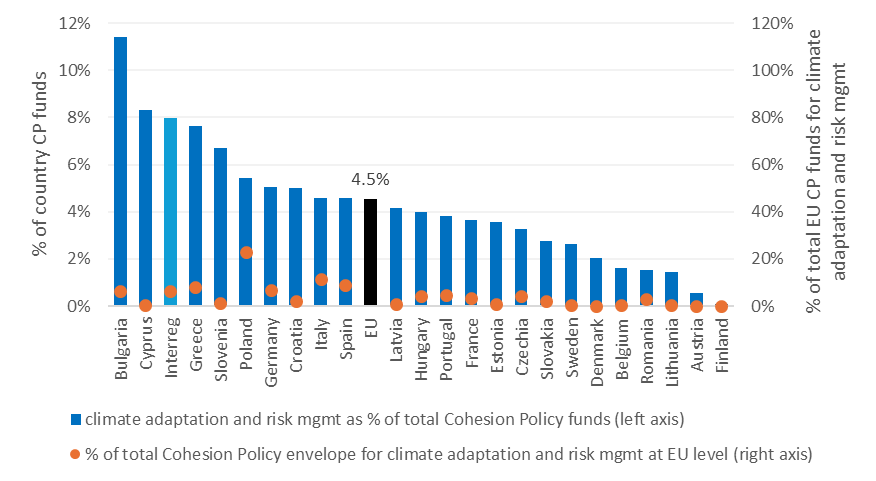 12%
10%
8%
6%
4%
2%
0%
% of country CP funds
4.5%
120%
100%
80%
60%
40%
20%
0%
% of total EU CP funds for climate
adaptation and risk mgmt
Bulgaria
Cyprus
Interreg
Greece
Slovenia
Poland
Germany
Croatia
Italy
Spain
EU
Latvia
Hungary
Portugal
France
Estonia
Czechia
Slovakia
Sweden
Denmark
Belgium
Romania
Lithuania
Austria
Finland
climate adaptation and risk mgmt as % of total Cohesion Policy funds (left axis)
% of total Cohesion Policy envelope for climate adaptation and risk mgmt at EU level (right axis)